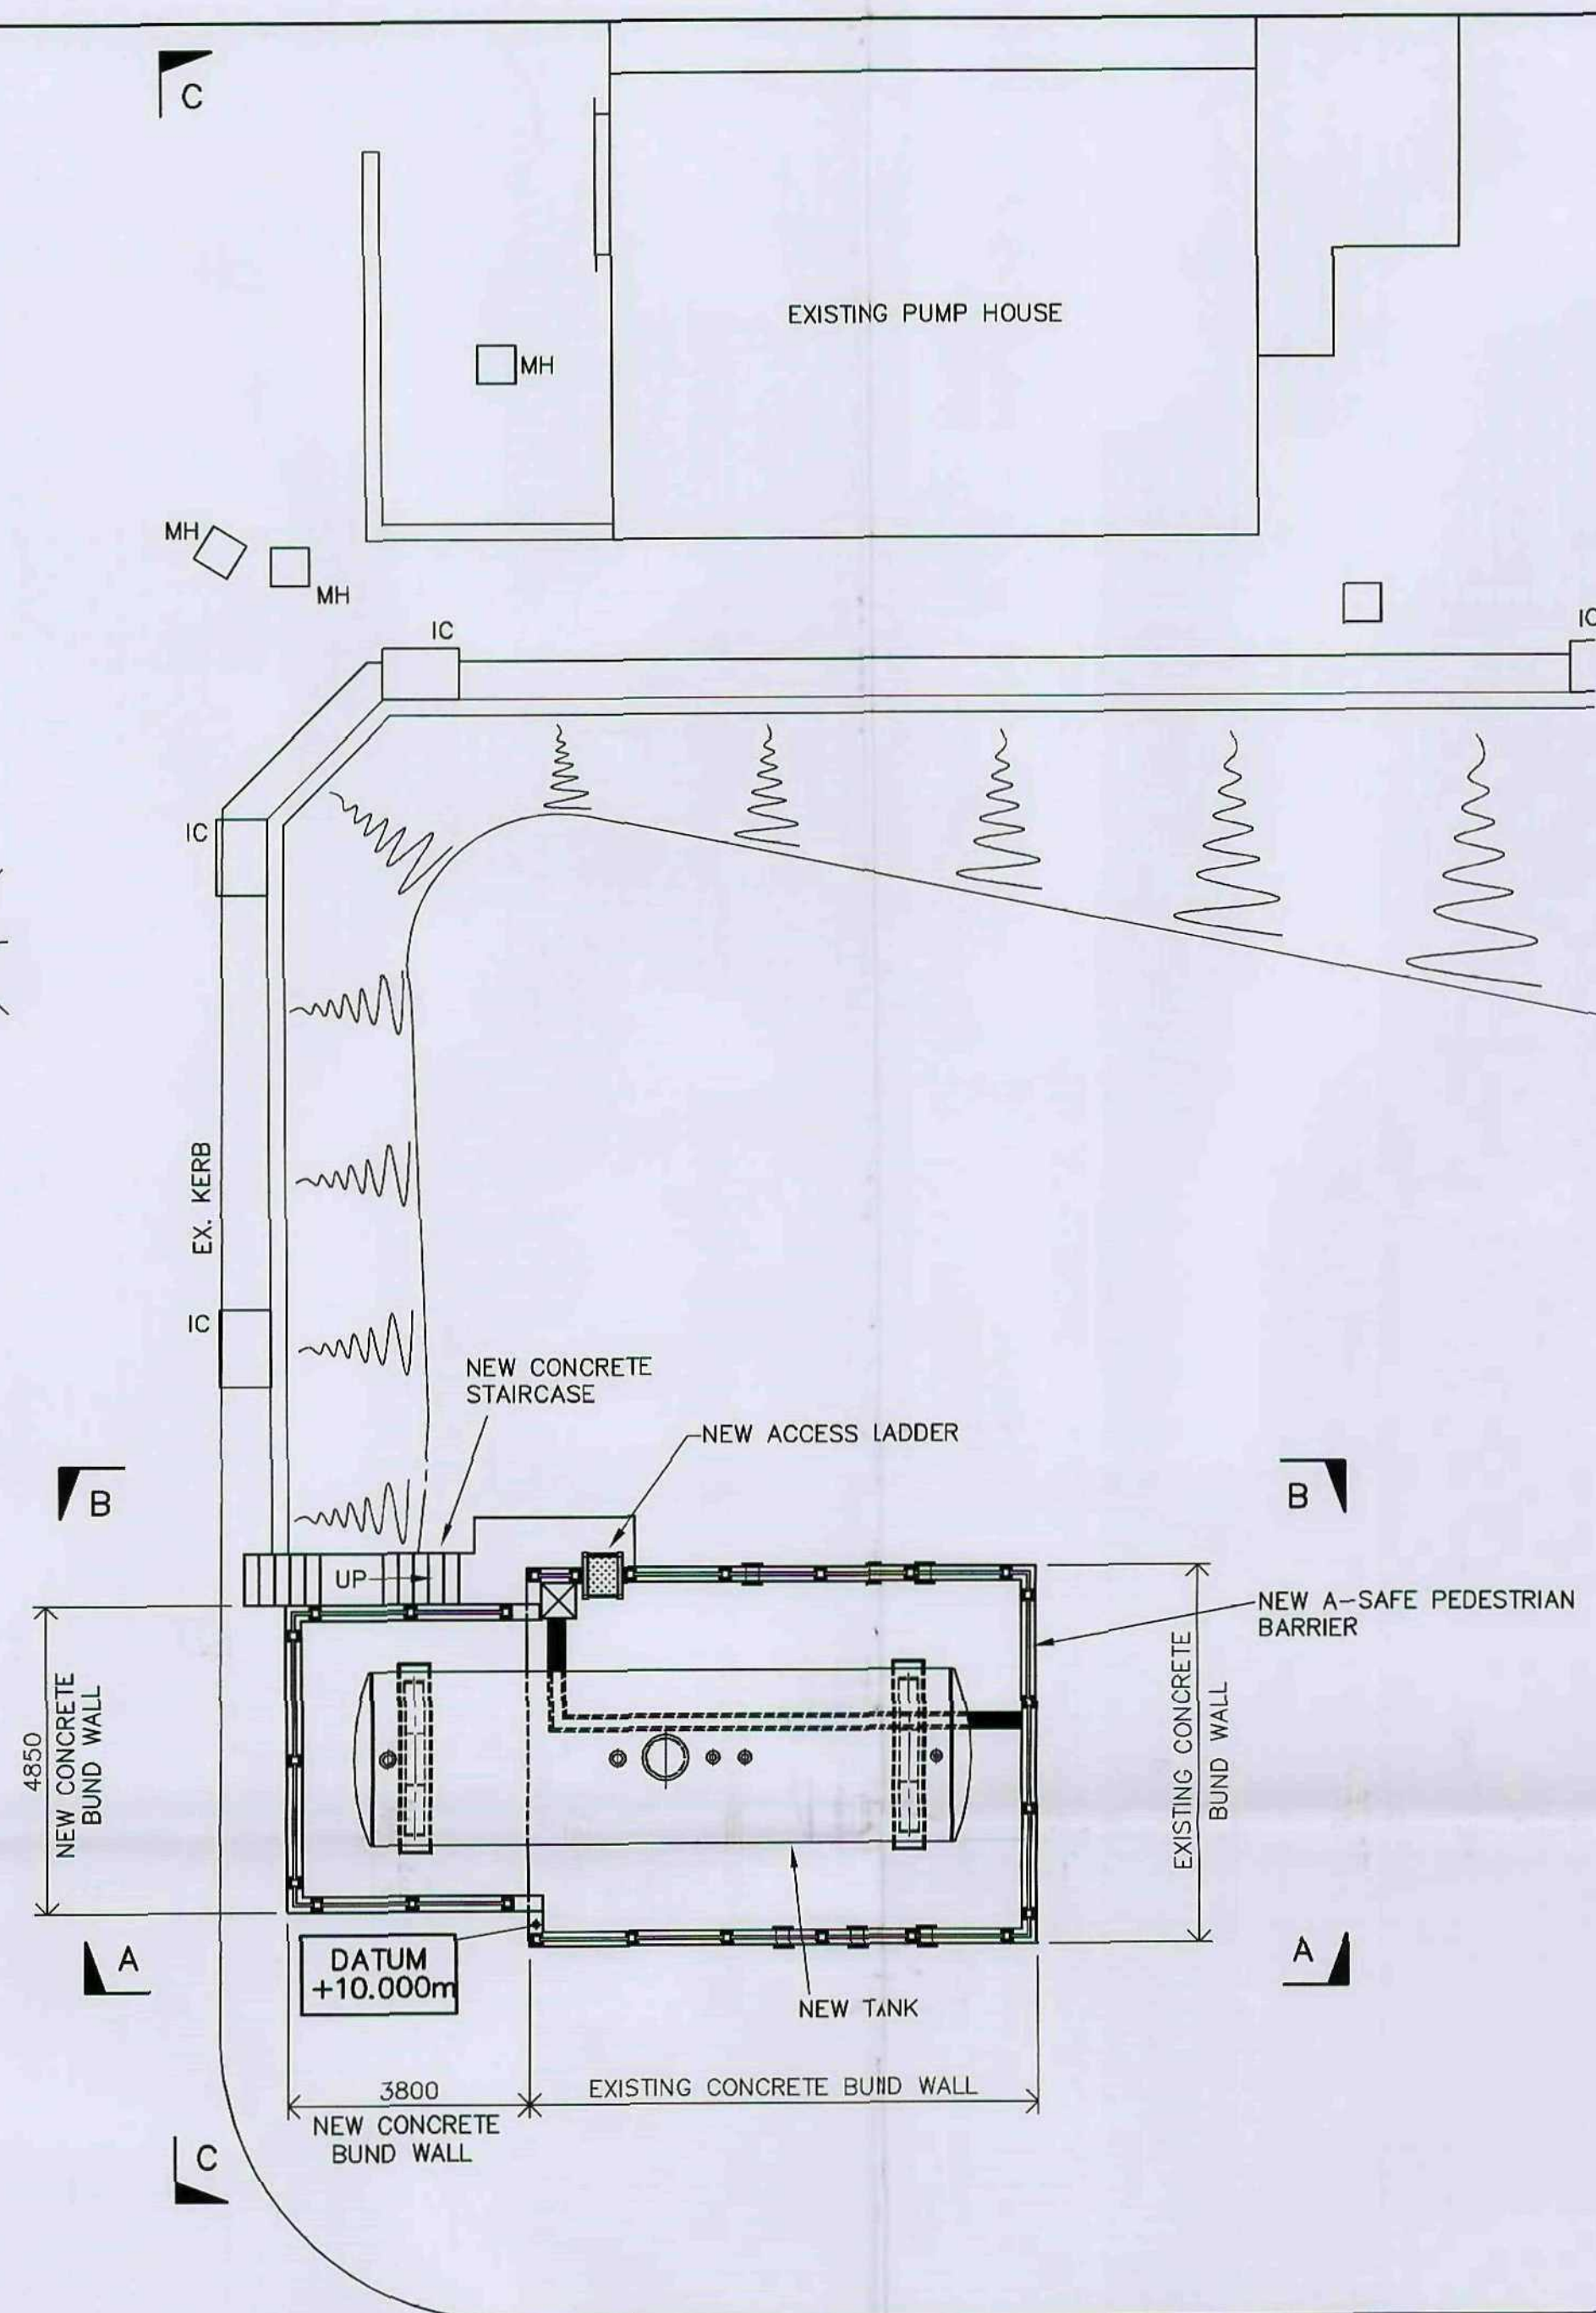 C
EXISTING PUMP HOUSE
MH
MH
MH
IC
IC
IC
EX. KERB
IC
NEW CONCRETE
STAIRCASE
NEW ACCESS LADDER
B
B
UP
NEW A-SAFE PEDESTRIAN
BARRIER
4850
NEW CONCRETE
BUND WALL
EXISTING CONCRETE
BUND WALL
A
A
DATUM
+10.000m
NEW TANK
3800
NEW CONCRETE
BUND WALL
EXISTING CONCRETE BUND WALL
C